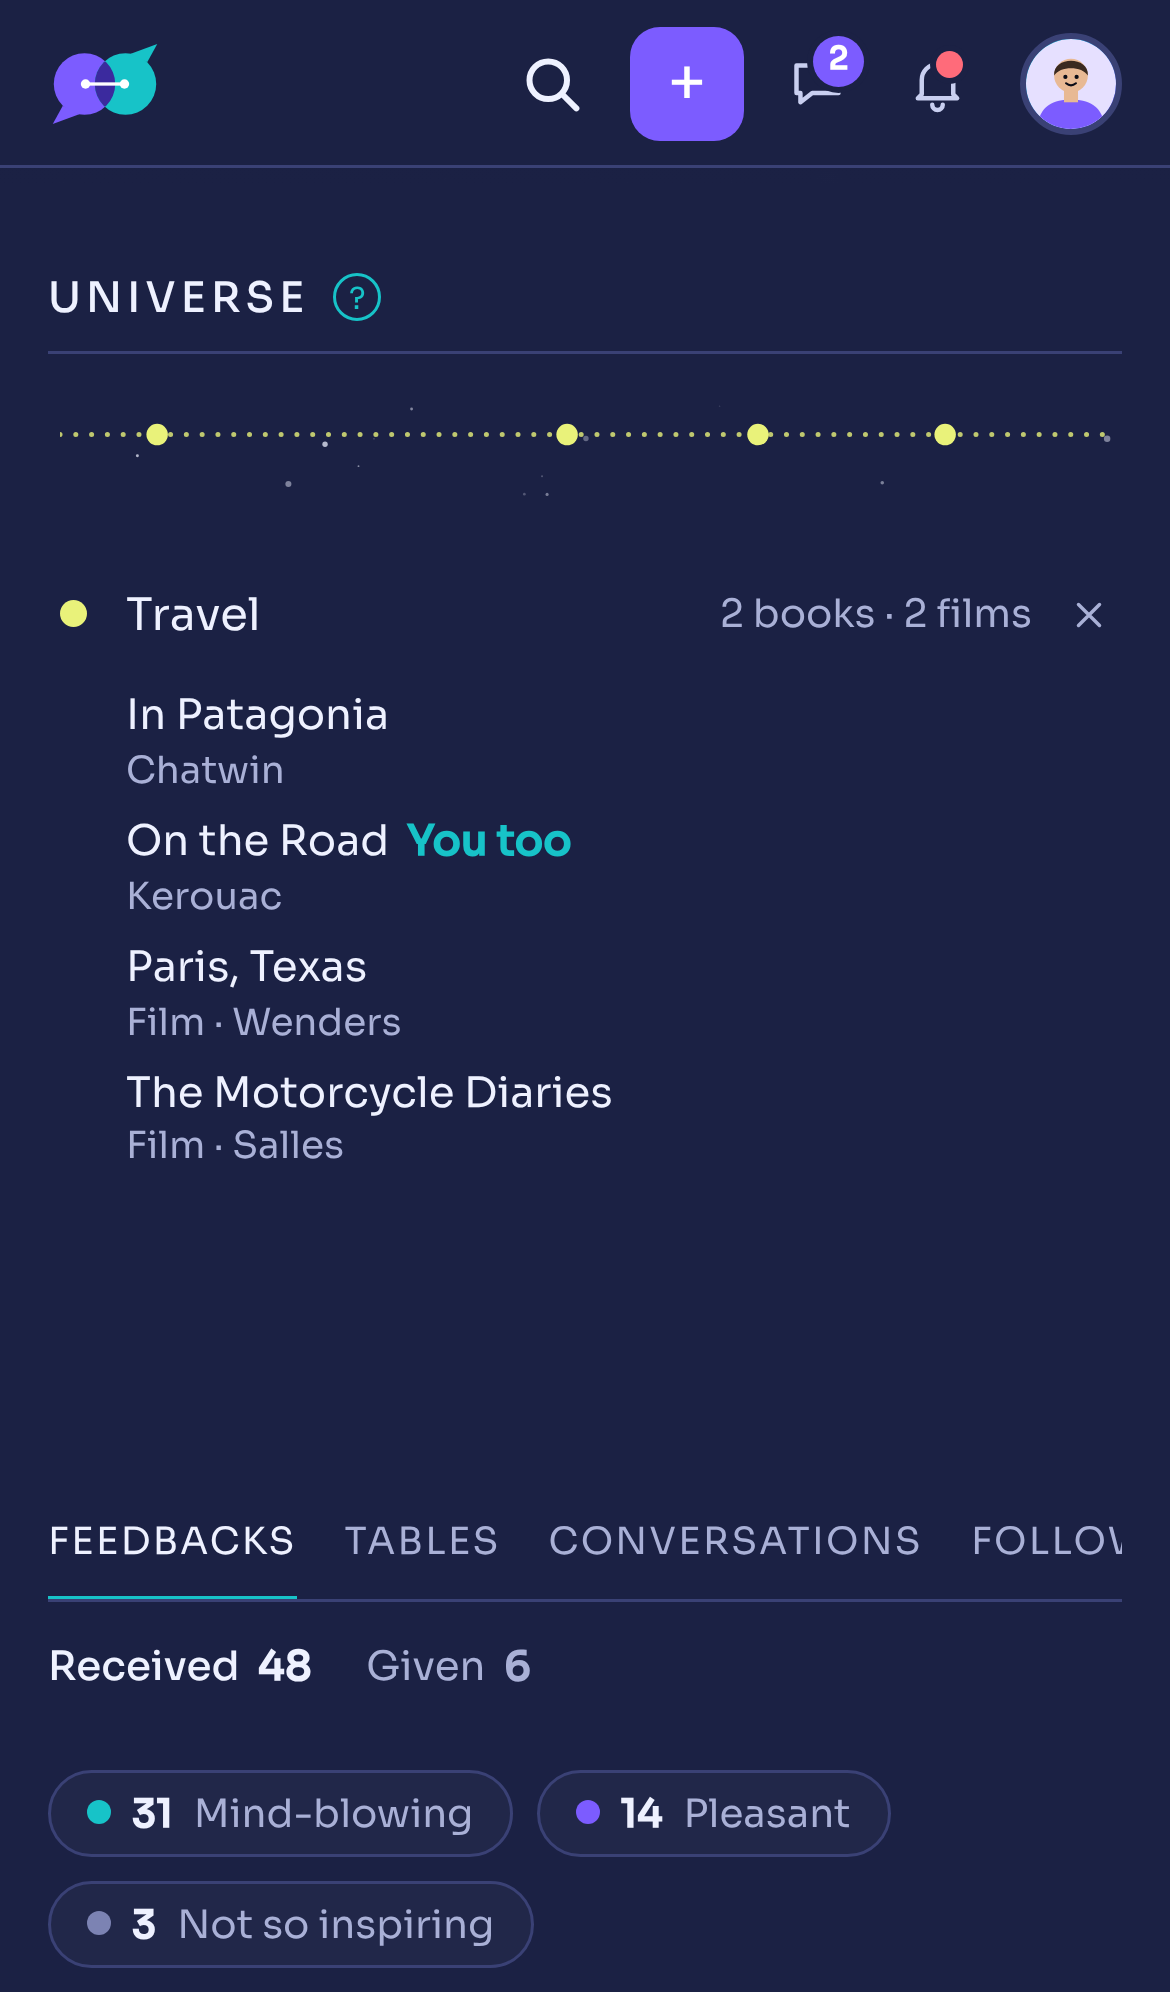 2
UNIVERSE ?
Travel 2 books · 2 films
In Patagonia
Chatwin
On the Road You too
Kerouac
Paris, Texas
Film · Wenders
The Motorcycle Diaries
Film · Salles
FEEDBACKS TABLES CONVERSATIONS FOLLOW
Received 48 Given 6
31 Mind-blowing 14 Pleasant
3 Not so inspiring